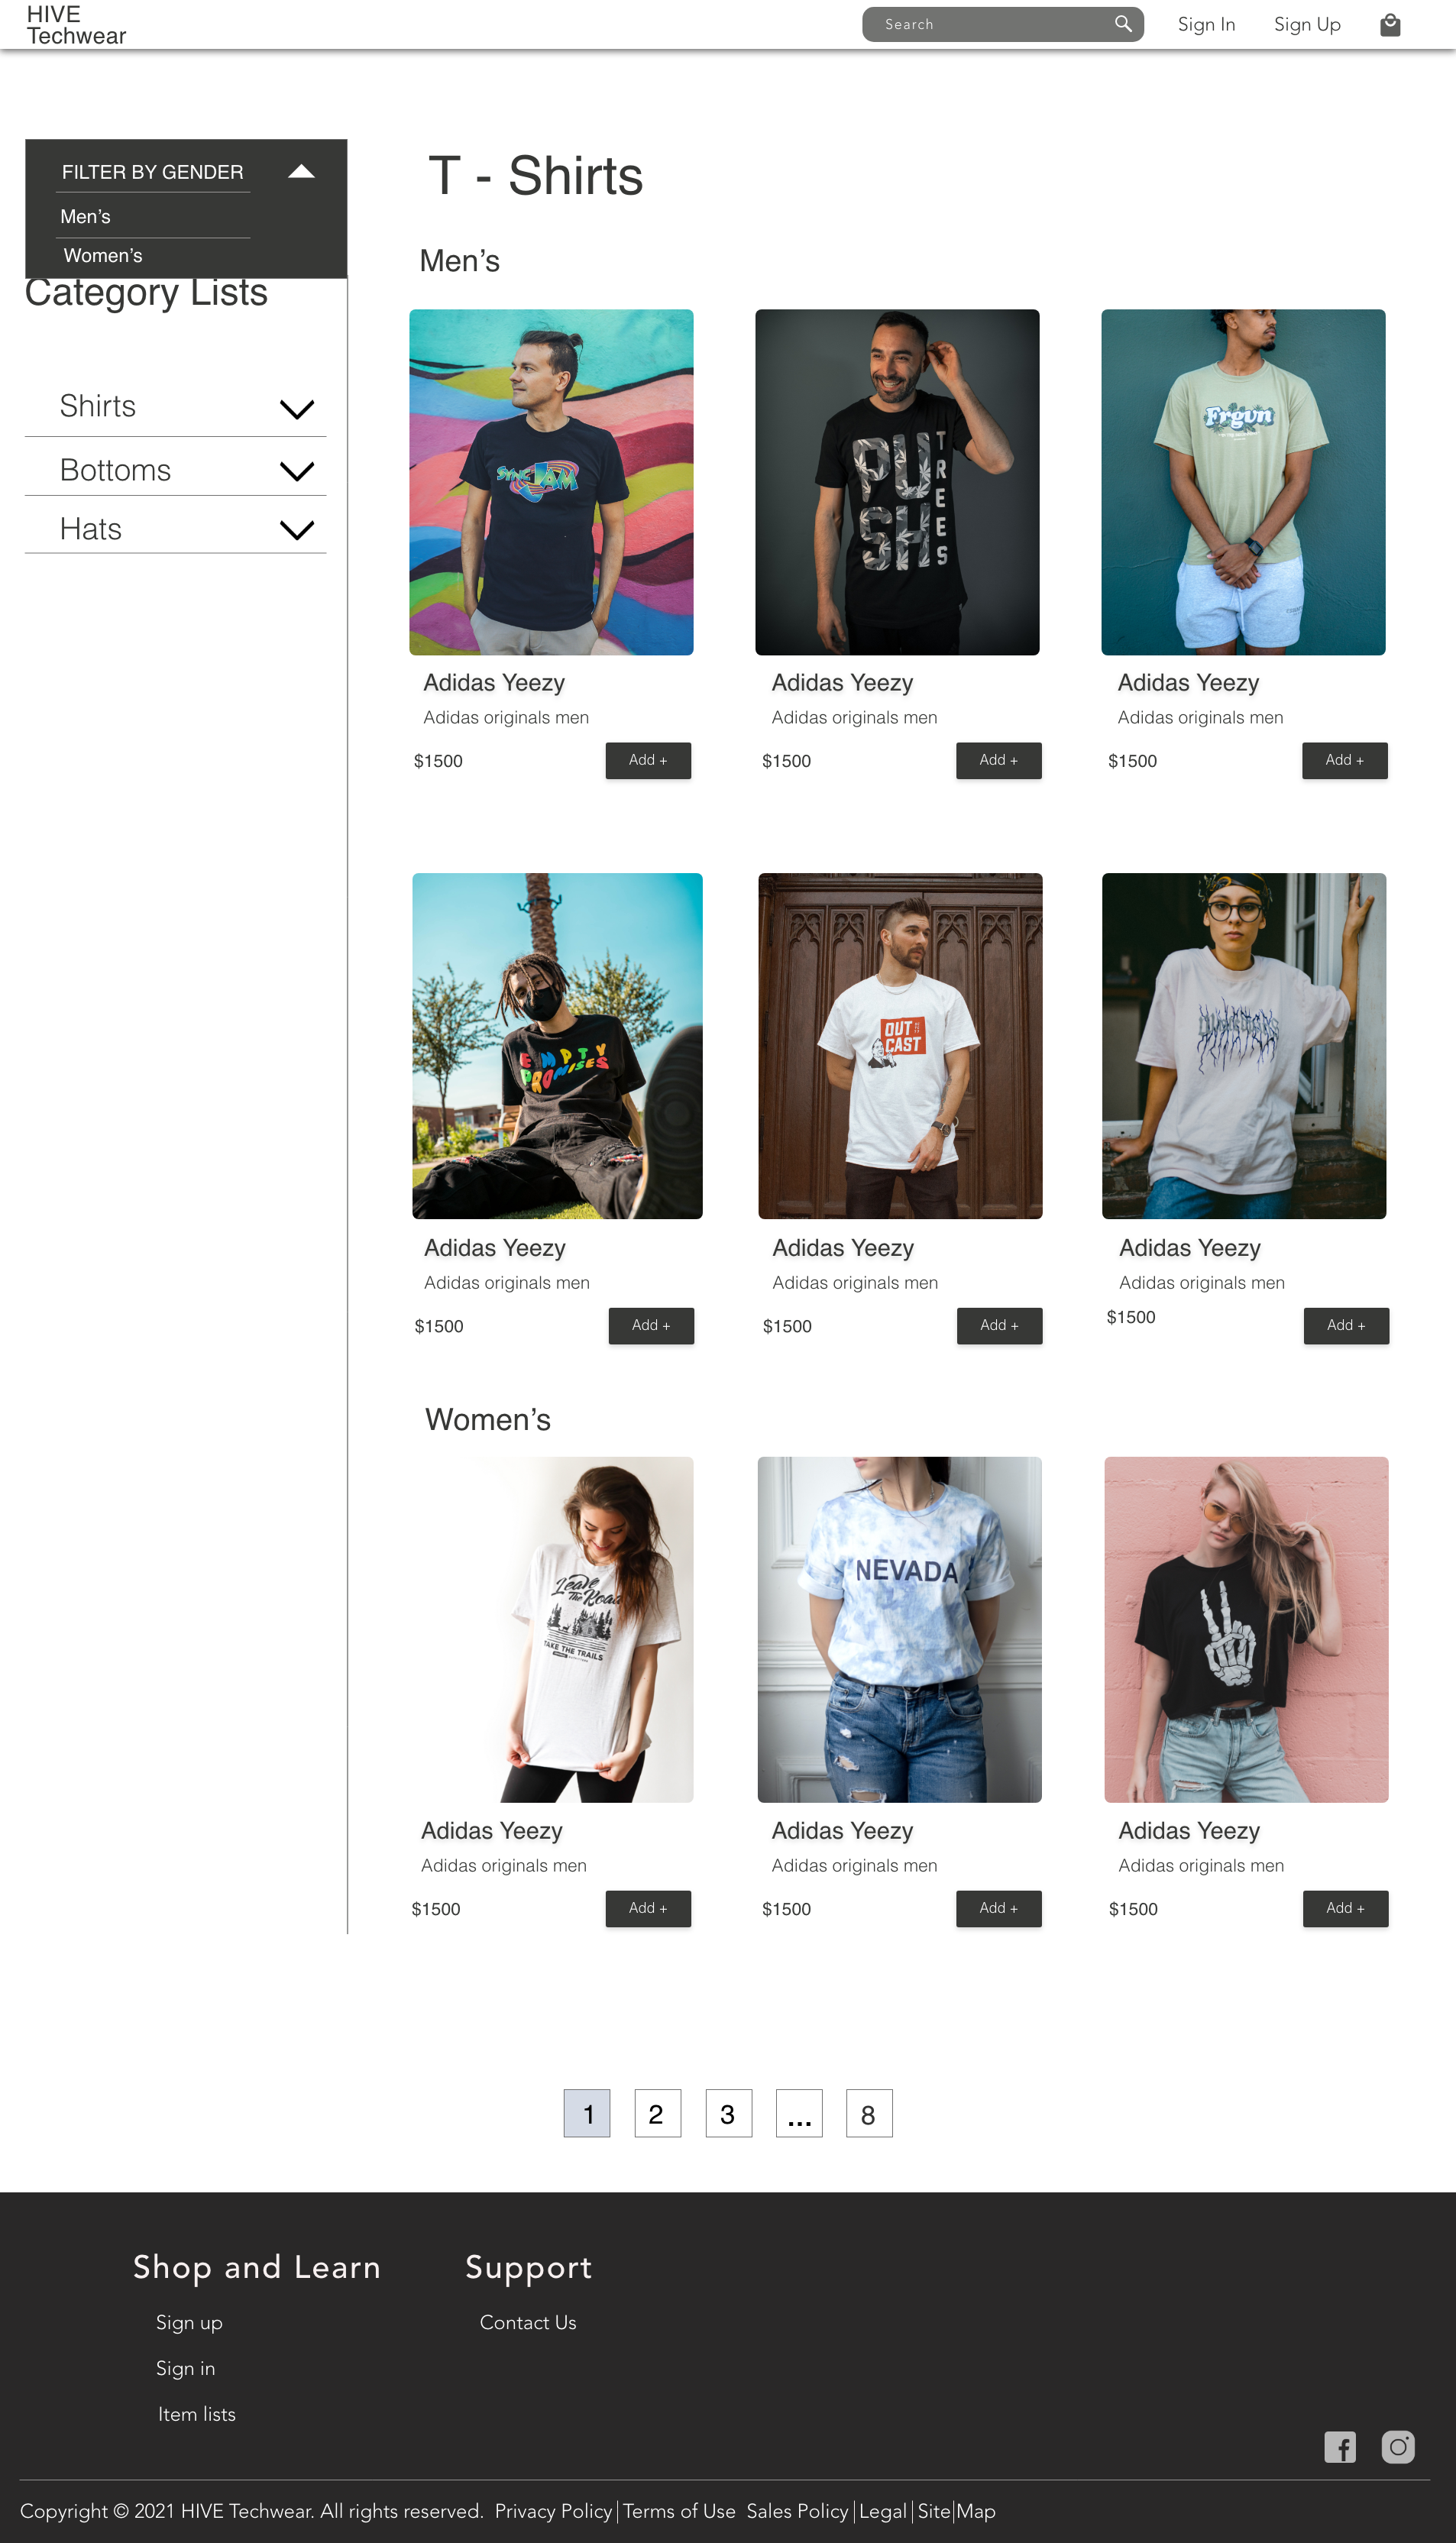 HIVE
Techwear
Search
Sign In
Sign Up
FILTER BY GENDER
Men’s
Women’s
Category Lists
Shirts
Bottoms
Hats
T - Shirts
Men’s
SYNC JAM
PUSH
TREES
Frgvn
Adidas Yeezy
Adidas originals men
$1500
Add +
Adidas Yeezy
Adidas originals men
$1500
Add +
Adidas Yeezy
Adidas originals men
$1500
Add +
EMPTY
PROMISES
OUT
CAST
Adidas Yeezy
Adidas originals men
$1500
Add +
Adidas Yeezy
Adidas originals men
$1500
Add +
Adidas Yeezy
Adidas originals men
$1500
Add +
Women’s
Leave
The Road
TAKE THE TRAILS
NEVADA
Adidas Yeezy
Adidas originals men
$1500
Add +
Adidas Yeezy
Adidas originals men
$1500
Add +
Adidas Yeezy
Adidas originals men
$1500
Add +
1 2 3 ... 8
Shop and Learn
Sign up
Sign in
Item lists
Support
Contact Us
Copyright © 2021 HIVE Techwear. All rights reserved. Privacy Policy | Terms of Use Sales Policy | Legal | Site | Map